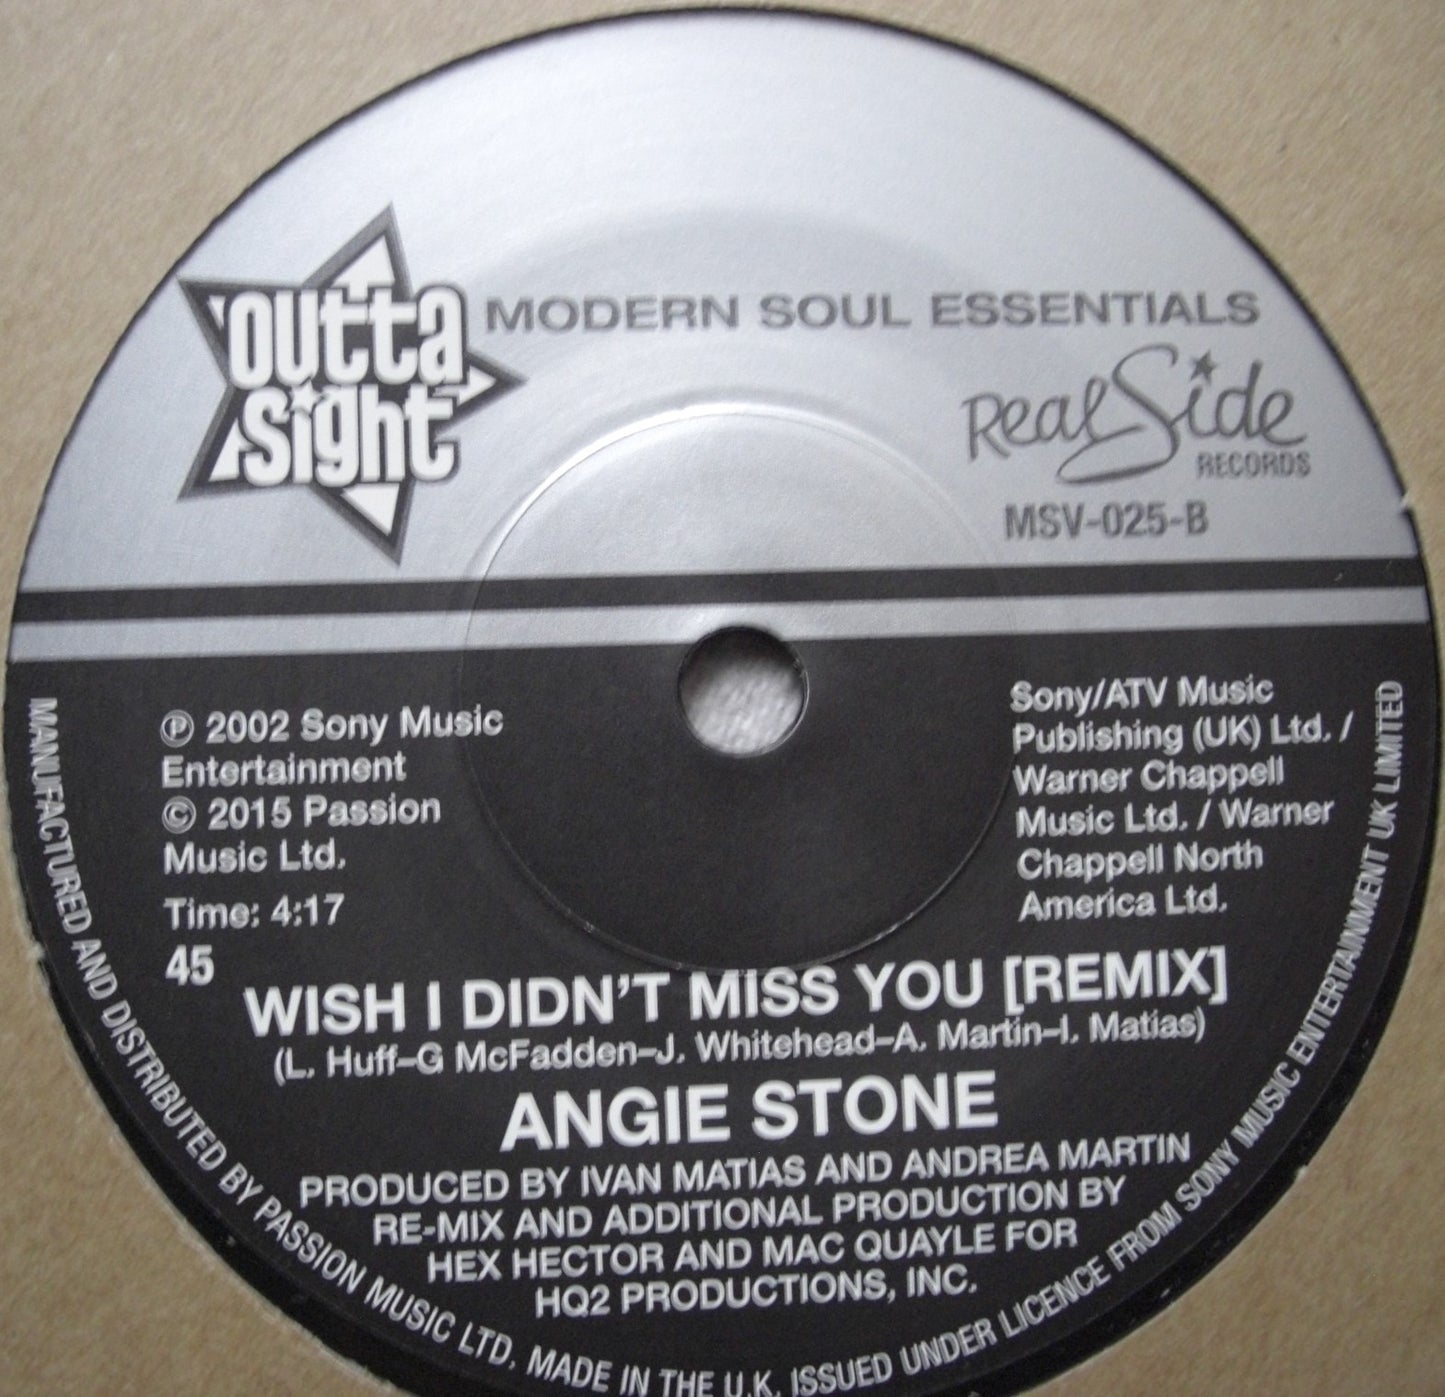 outta
sight
MODERN SOUL ESSENTIALS
Real Side
RECORDS
MSV-025-B
℗ 2002 Sony Music
Entertainment
© 2015 Passion
Music Ltd.
Time: 4:17
45
Sony/ATV Music
Publishing (UK) Ltd. /
Warner Chappell
Music Ltd. / Warner
Chappell North
America Ltd.
WISH I DIDN'T MISS YOU [REMIX]
(L. Huff-G McFadden-J. Whitehead-A. Martin-I. Matias)
ANGIE STONE
PRODUCED BY IVAN MATIAS AND ANDREA MARTIN
RE-MIX AND ADDITIONAL PRODUCTION BY
HEX HECTOR AND MAC QUAYLE FOR
HQ2 PRODUCTIONS, INC.
MANUFACTURED AND DISTRIBUTED BY PASSION MUSIC LTD, MADE IN THE U.K. ISSUED UNDER LICENCE FROM SONY MUSIC ENTERTAINMENT UK LIMITED